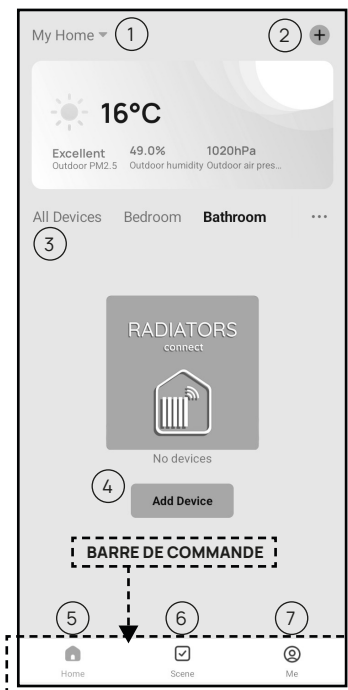 My Home 1 2 +
16°C
Excellent 49.0% 1020hPa
Outdoor PM2.5 Outdoor humidity Outdoor air pres...
All Devices Bedroom Bathroom ...
3
RADIATORS
connect
No devices
4
Add Device
BARRE DE COMMANDE
5 6 7
Home Scene Me